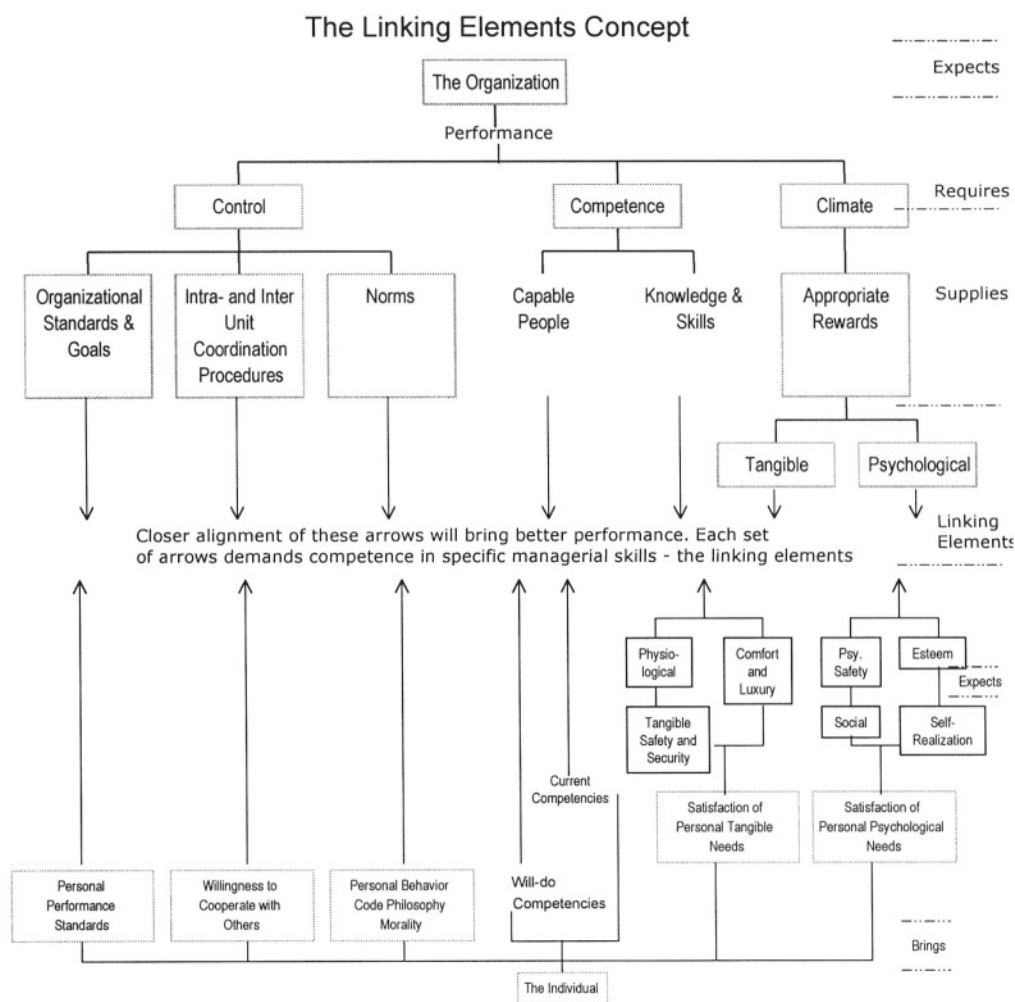 The Linking Elements Concept
Expects
The Organization
Performance
Requires
Control
Competence
Climate
Organizational
Standards &
Goals
Intra- and Inter
Unit
Coordination
Procedures
Norms
Capable
People
Knowledge &
Skills
Appropriate
Rewards
Supplies
Tangible
Psychological
Closer alignment of these arrows will bring better performance. Each set
of arrows demands competence in specific managerial skills - the linking elements
Linking
Elements
Physio-
logical
Comfort
and
Luxury
Psy.
Safety
Esteem
Expects
Tangible
Safety and
Security
Social
Self-
Realization
Current
Competencies
Satisfaction of
Personal Tangible
Needs
Satisfaction of
Personal Psychological
Needs
Personal
Performance
Standards
Willingness to
Cooperate with
Others
Personal Behavior
Code Philosophy
Morality
Will-do
Competencies
Brings
The Individual